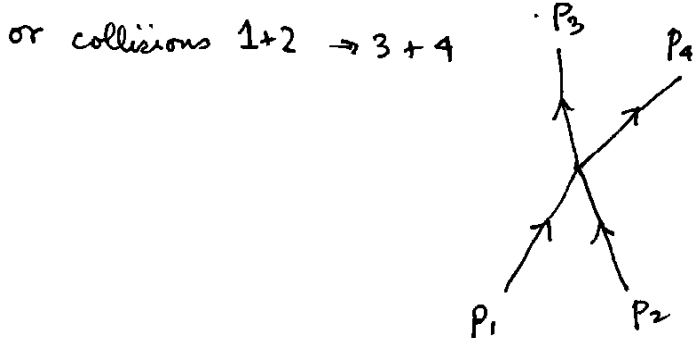 or collisions 1+2 → 3 + 4
P₃
P₄
P₁
P₂